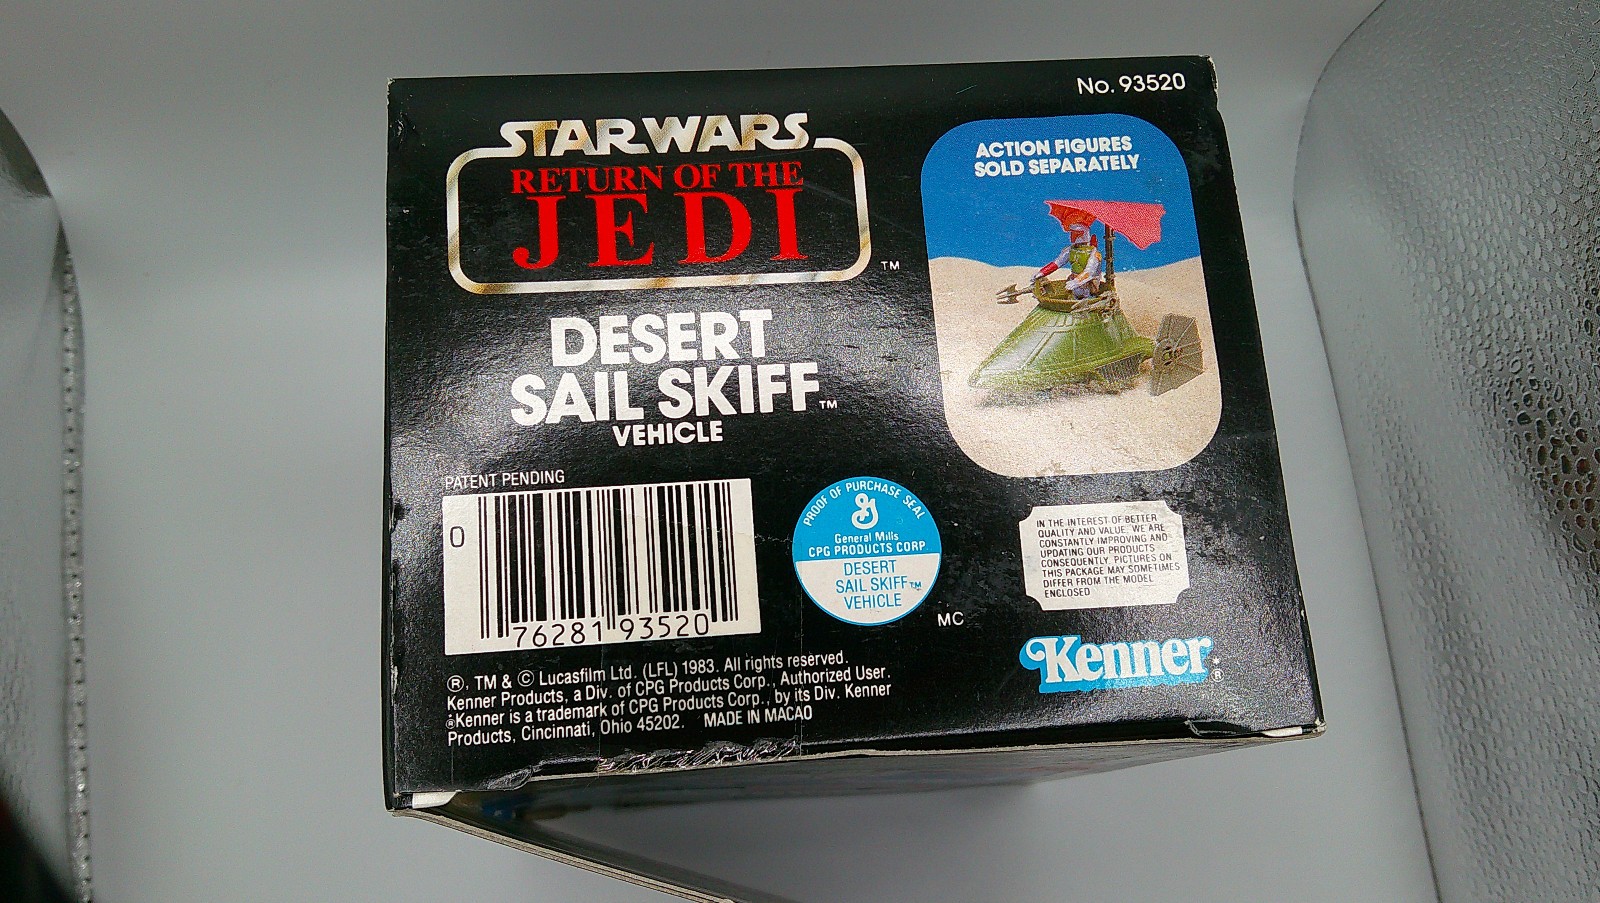 No. 93520
STAR WARS
RETURN OF THE
JEDI
TM
DESERT
SAIL SKIFF TM
VEHICLE
ACTION FIGURES
SOLD SEPARATELY
PATENT PENDING
0
76281 93520
PROOF OF PURCHASE SEAL
G
General Mills
CPG PRODUCTS CORP
DESERT
SAIL SKIFF TM
VEHICLE
MC
IN THE INTEREST OF BETTER
QUALITY AND VALUE, WE ARE
CONSTANTLY IMPROVING AND
UPDATING OUR PRODUCTS
CONSEQUENTLY, PICTURES ON
THIS PACKAGE MAY SOMETIMES
DIFFER FROM THE MODEL
ENCLOSED
Kenner ®
®, TM & © Lucasfilm Ltd. (LFL) 1983. All rights reserved.
Kenner Products, a Div. of CPG Products Corp., Authorized User.
®Kenner is a trademark of CPG Products Corp., by its Div. Kenner
Products, Cincinnati, Ohio 45202. MADE IN MACAO